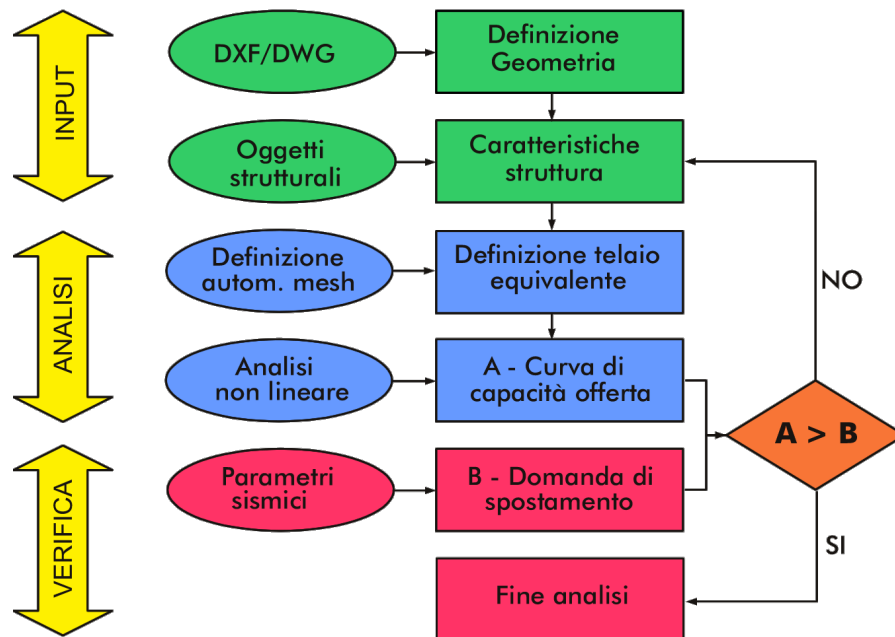 INPUT
DXF/DWG
Definizione
Geometria
Oggetti
strutturali
Caratteristiche
struttura
ANALISI
Definizione
autom. mesh
Definizione telaio
equivalente
NO
Analisi
non lineare
A - Curva di
capacità offerta
A > B
VERIFICA
Parametri
sismici
B - Domanda di
spostamento
SI
Fine analisi